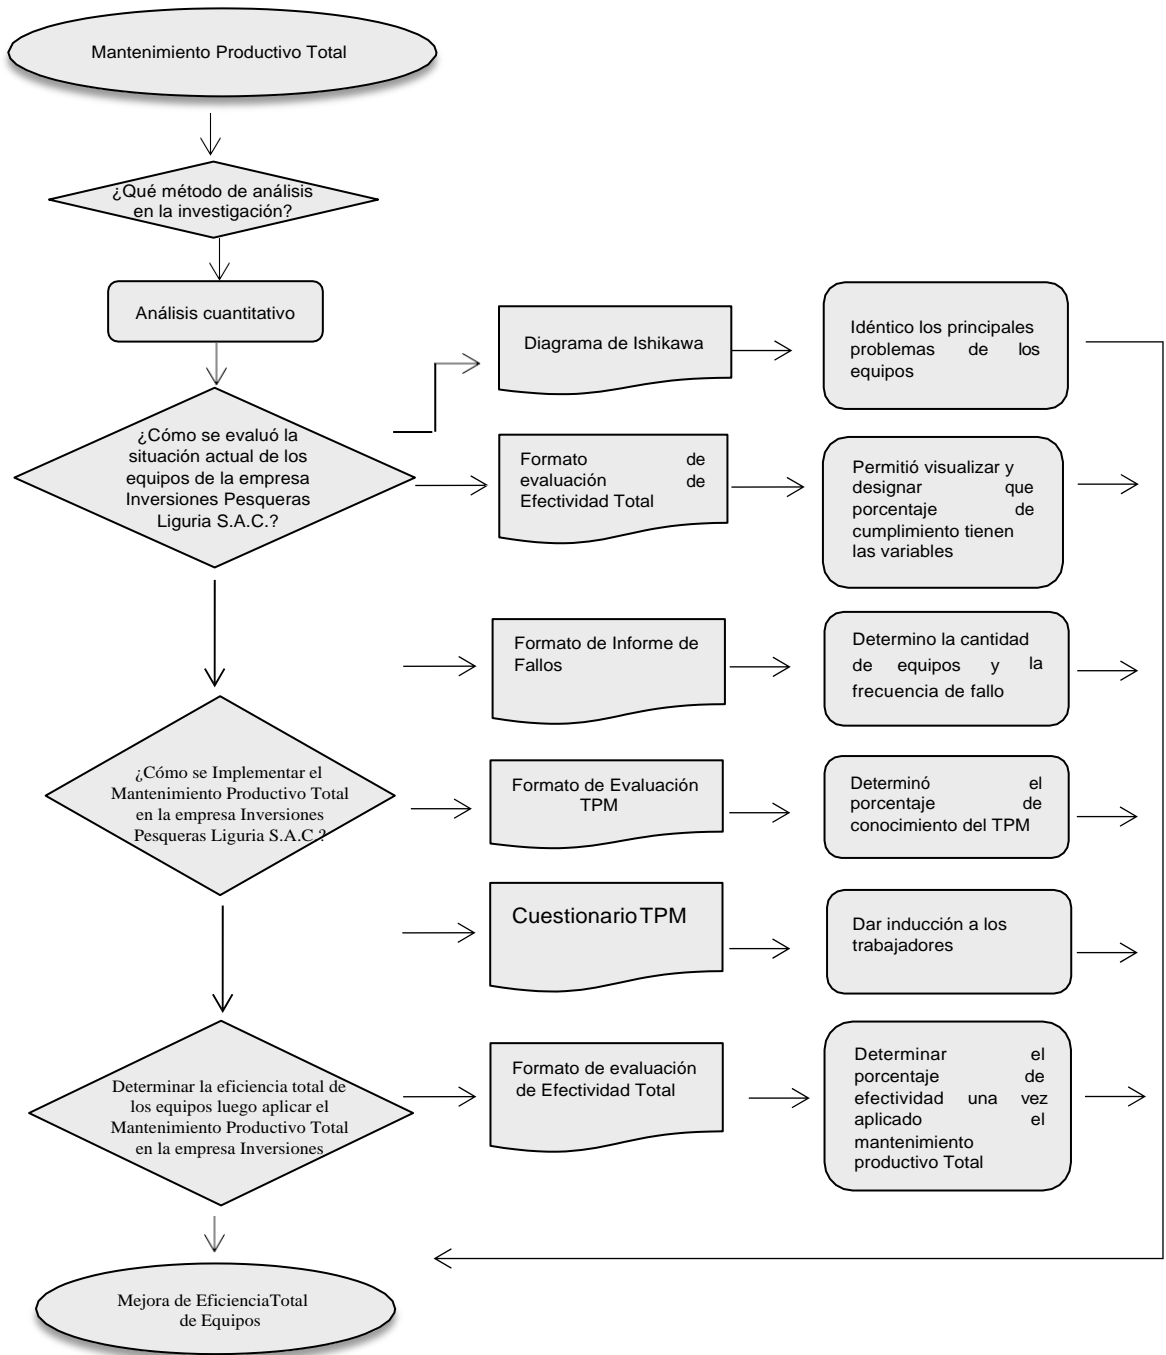 Mantenimiento Productivo Total
¿Qué método de análisis
en la investigación?
Análisis cuantitativo
Diagrama de Ishikawa
Idéntico los principales
problemas de los
equipos
¿Cómo se evaluó la
situación actual de los
equipos de la empresa
Inversiones Pesqueras
Liguria S.A.C.?
Formato de
evaluación de
Efectividad Total
Permitió visualizar y
designar que
porcentaje de
cumplimiento tienen
las variables
Formato de Informe de
Fallos
Determino la cantidad
de equipos y la
frecuencia de fallo
¿Cómo se Implementar el
Mantenimiento Productivo Total
en la empresa Inversiones
Pesqueras Liguria S.A.C.?
Formato de Evaluación
TPM
Determinó el
porcentaje de
conocimiento del TPM
Cuestionario TPM
Dar inducción a los
trabajadores
Determinar la eficiencia total de
los equipos luego aplicar el
Mantenimiento Productivo Total
en la empresa Inversiones
Formato de evaluación
de Efectividad Total
Determinar el
porcentaje de
efectividad una vez
aplicado el
mantenimiento
productivo Total
Mejora de EficienciaTotal
de Equipos